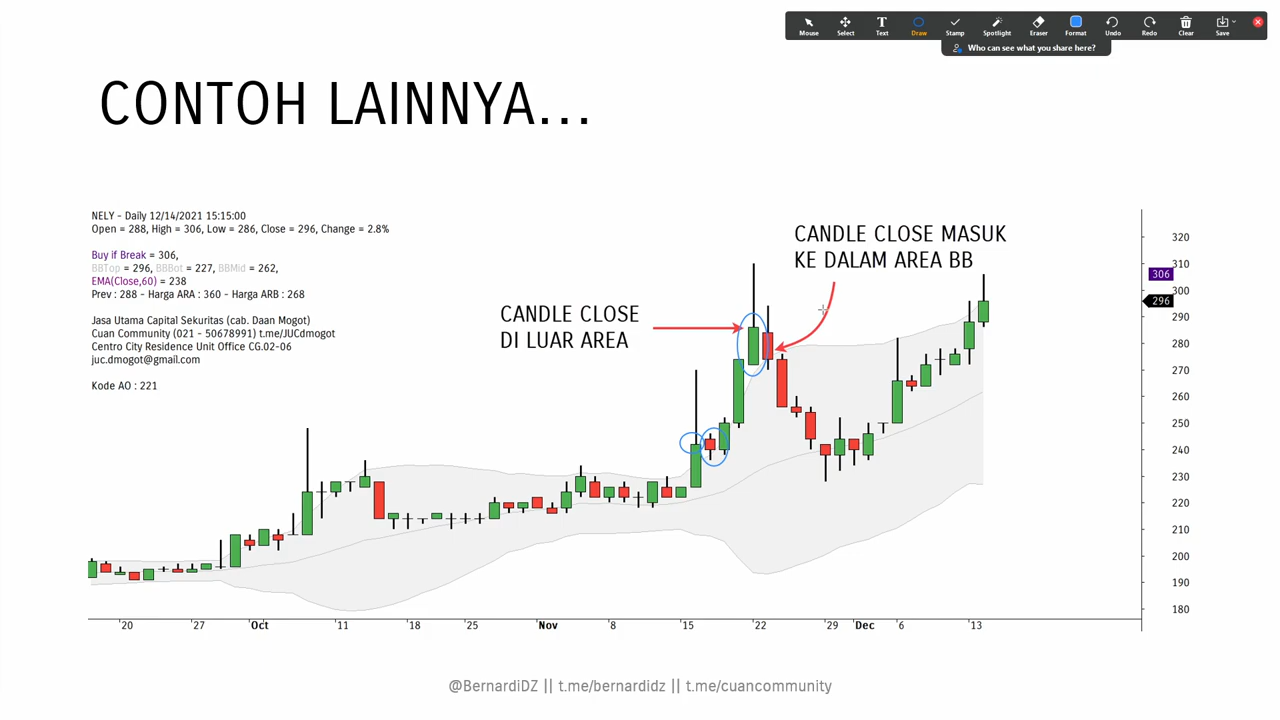 Mouse Select Text Draw Stamp Spotlight Eraser Format Undo Redo Clear Save
Who can see what you share here?
CONTOH LAINNYA...
NELY - Daily 12/14/2021 15:15:00
Open = 288, High = 306, Low = 286, Close = 296, Change = 2.8%
Buy if Break = 306,
BBTop = 296, BBBot = 227, BBMid = 262,
EMA(Close,60) = 238
Prev : 288 - Harga ARA : 360 - Harga ARB : 268
Jasa Utama Capital Sekuritas (cab. Daan Mogot)
Cuan Community (021 - 50678991) t.me/JUCdmogot
Centro City Residence Unit Office CG.02-06
juc.dmogot@gmail.com
Kode AO : 221
CANDLE CLOSE
DI LUAR AREA
CANDLE CLOSE MASUK
KE DALAM AREA BB
320
310
306
300
296
290
280
270
260
250
240
230
220
210
200
190
180
20 27 Oct 11 18 25 Nov 8 15 22 29 Dec 6 13
@BernardiDZ || t.me/bernardidz || t.me/cuancommunity